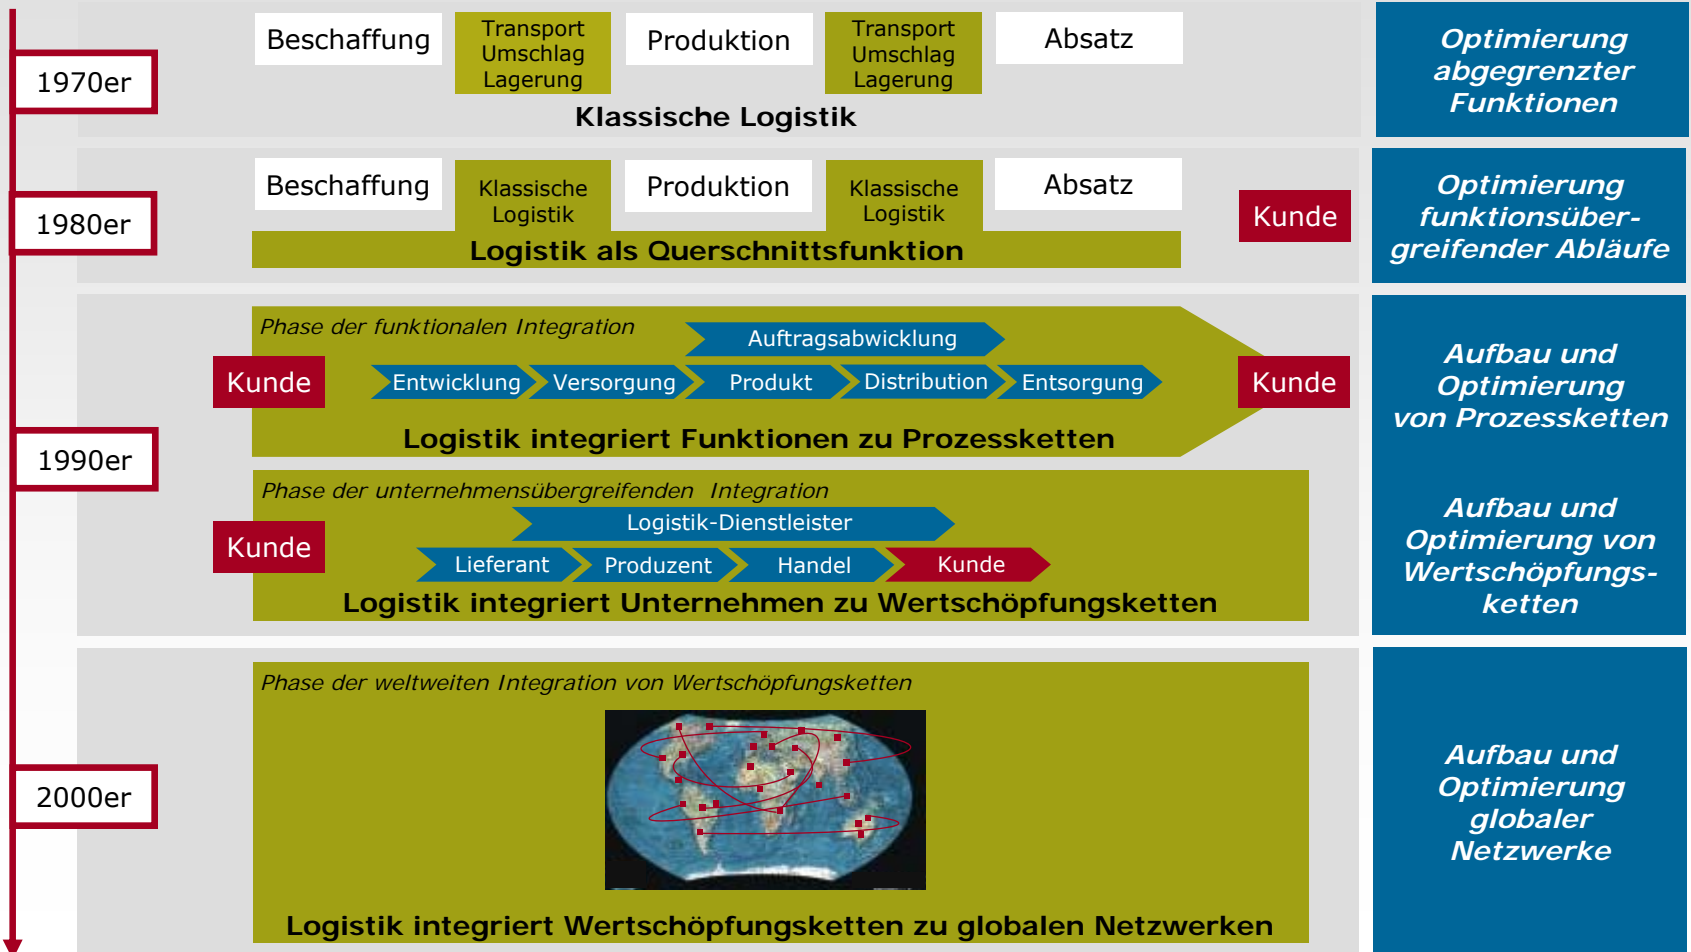 1970er
Beschaffung
Transport
Umschlag
Lagerung
Produktion
Transport
Umschlag
Lagerung
Absatz
Klassische Logistik
Optimierung
abgegrenzter
Funktionen
1980er
Beschaffung
Klassische
Logistik
Produktion
Klassische
Logistik
Absatz
Kunde
Logistik als Querschnittsfunktion
Optimierung
funktionsüber-
greifender Abläufe
1990er
Phase der funktionalen Integration
Auftragsabwicklung
Kunde
Entwicklung
Versorgung
Produkt
Distribution
Entsorgung
Kunde
Logistik integriert Funktionen zu Prozessketten
Aufbau und
Optimierung
von Prozessketten
Phase der unternehmensübergreifenden Integration
Logistik-Dienstleister
Kunde
Lieferant
Produzent
Handel
Kunde
Logistik integriert Unternehmen zu Wertschöpfungsketten
Aufbau und
Optimierung von
Wertschöpfungs-
ketten
2000er
Phase der weltweiten Integration von Wertschöpfungsketten
Logistik integriert Wertschöpfungsketten zu globalen Netzwerken
Aufbau und
Optimierung
globaler
Netzwerke